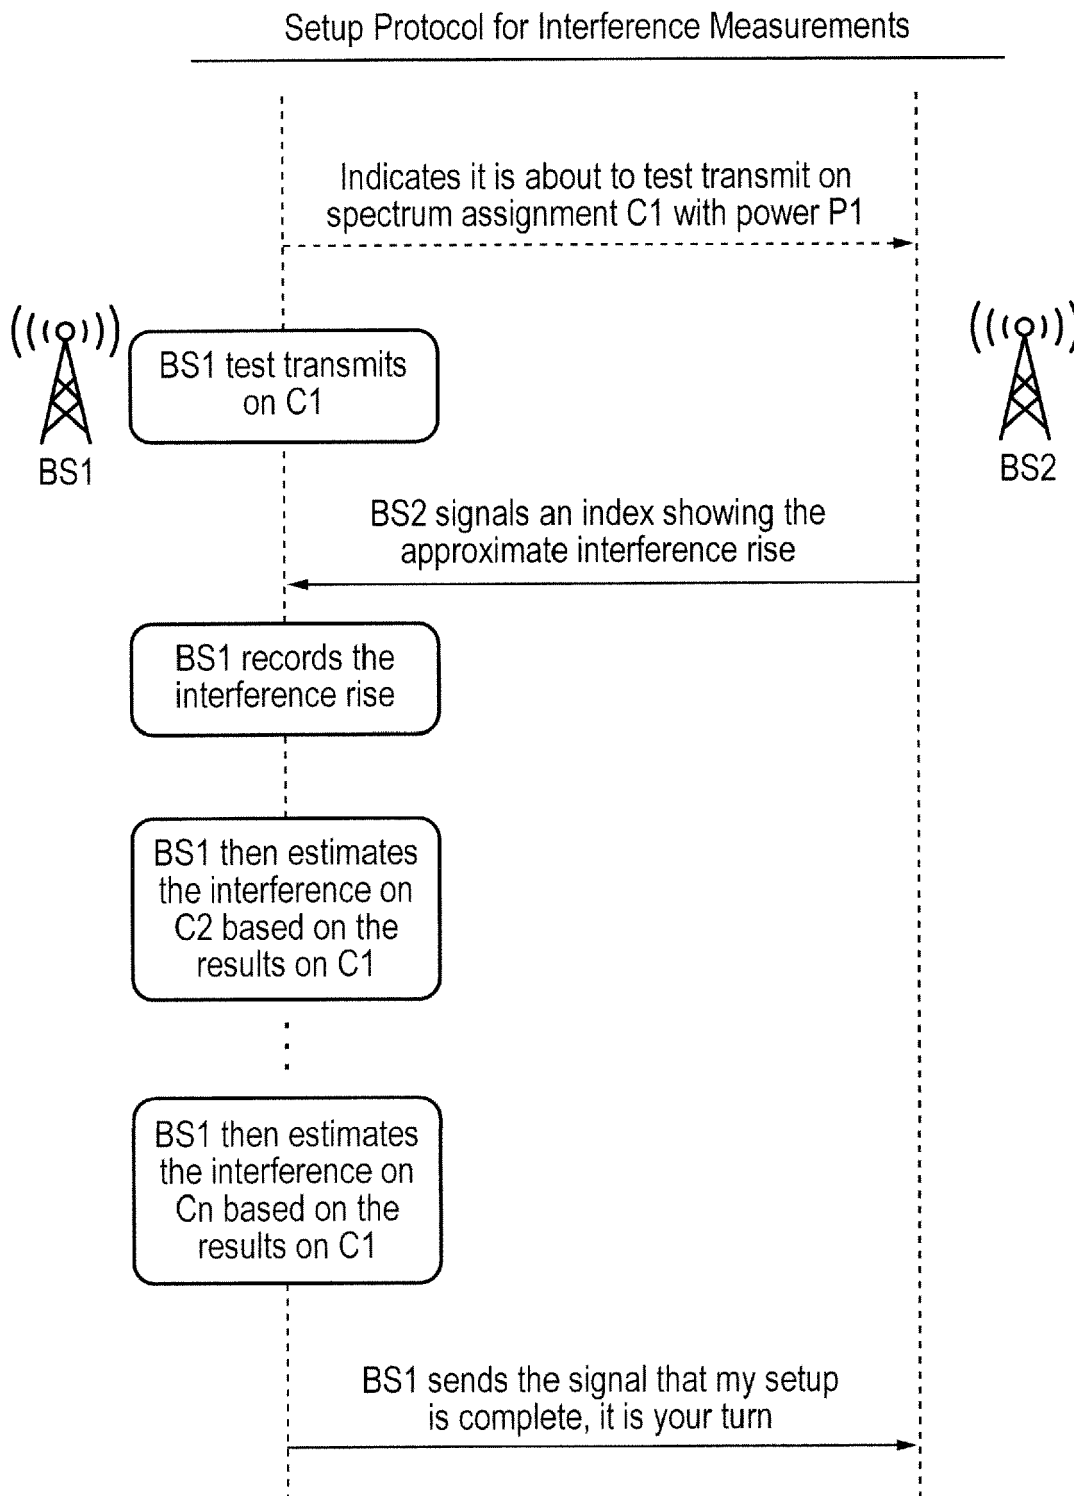 Setup Protocol for Interference Measurements
Indicates it is about to test transmit on
spectrum assignment C1 with power P1
BS1 test transmits
on C1
BS1
BS2
BS2 signals an index showing the
approximate interference rise
BS1 records the
interference rise
BS1 then estimates
the interference on
C2 based on the
results on C1
BS1 then estimates
the interference on
Cn based on the
results on C1
BS1 sends the signal that my setup
is complete, it is your turn